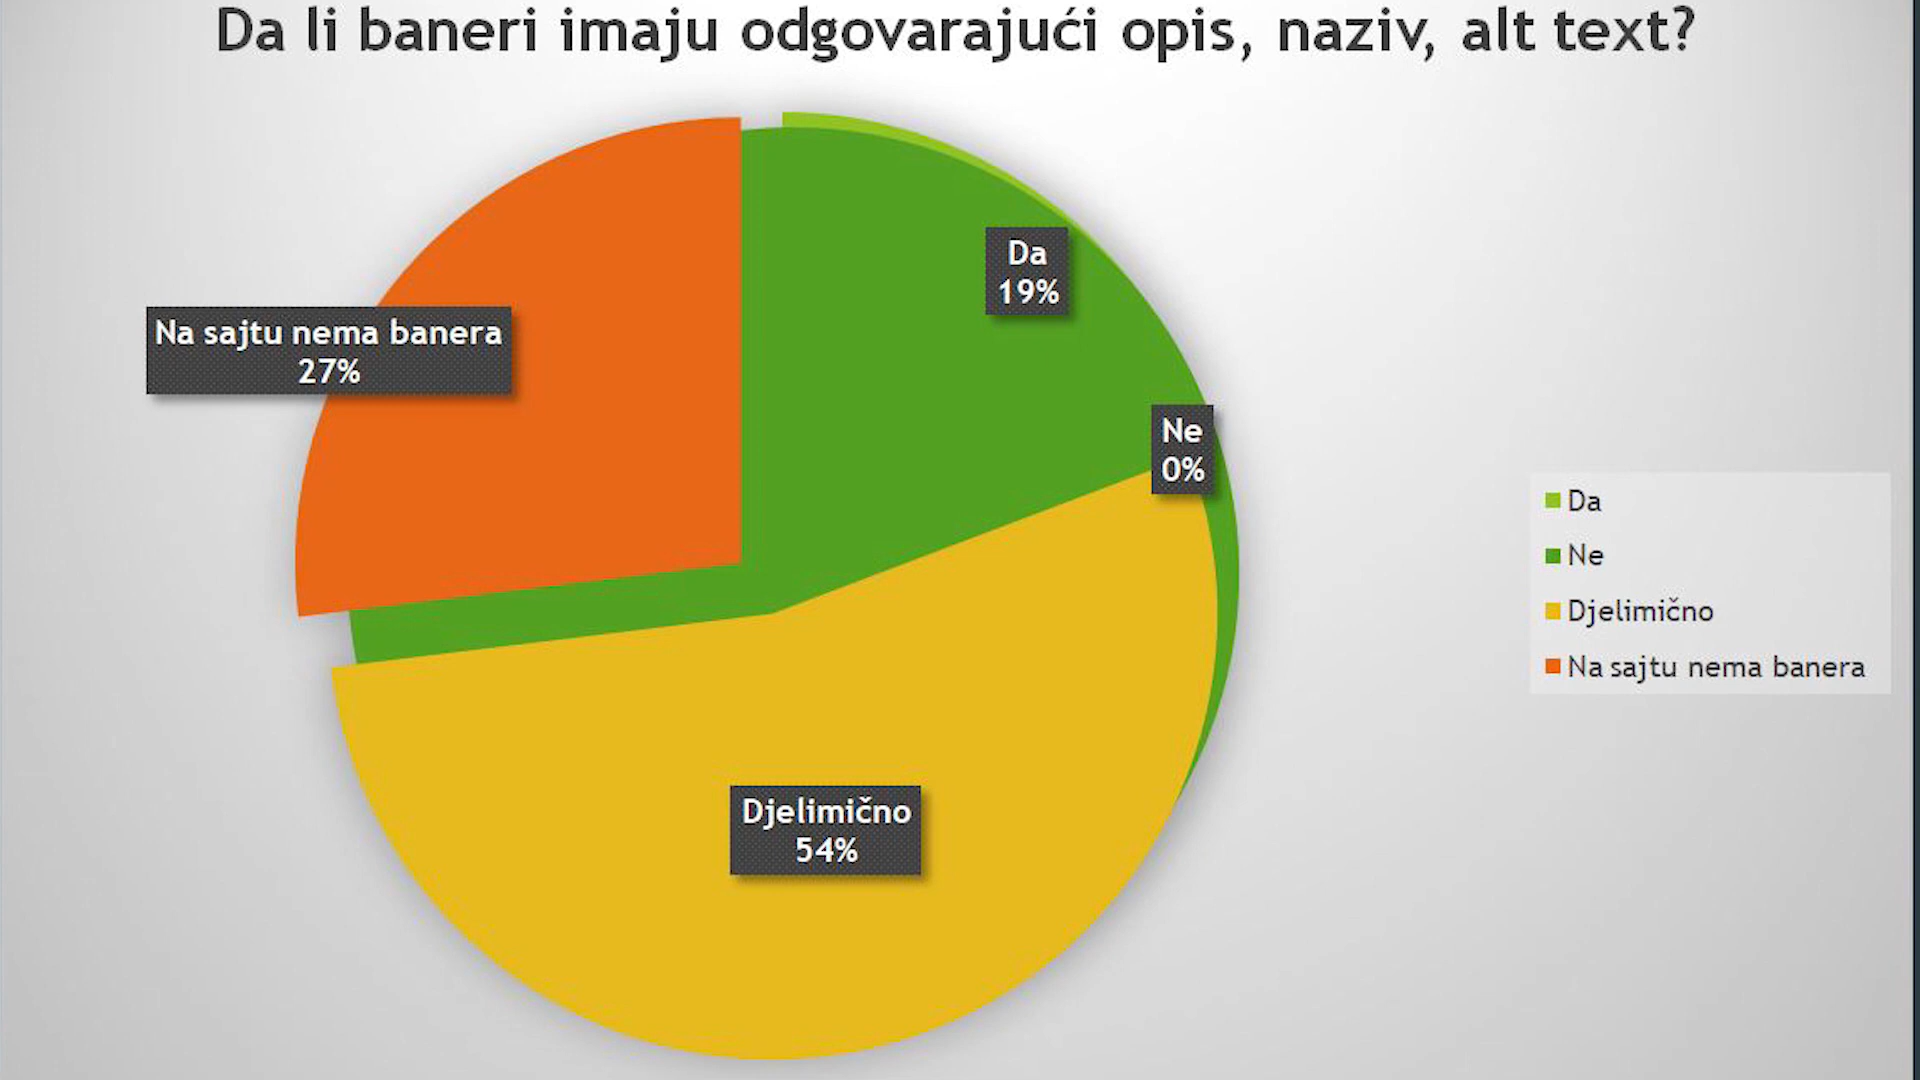 Da li baneri imaju odgovarajući opis, naziv, alt text?
Da
19%
Na sajtu nema banera
27%
Ne
0%
Djelimično
54%
Da
Ne
Djelimično
Na sajtu nema banera